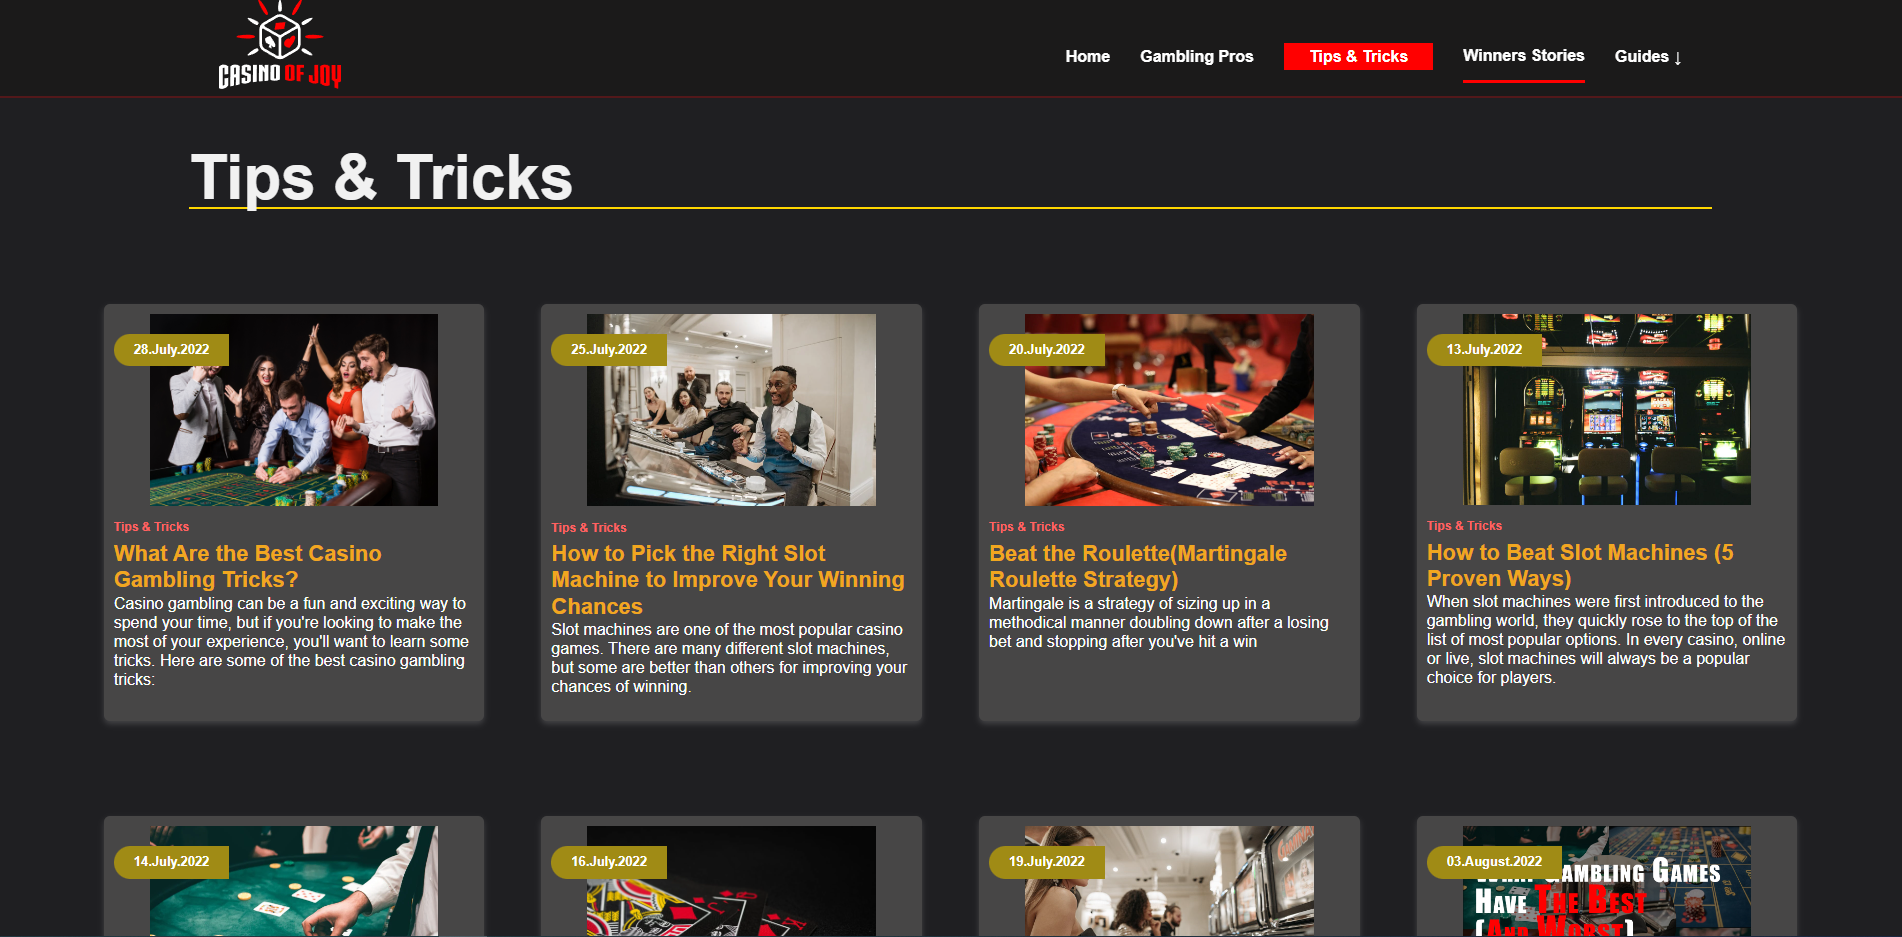 CASINO OF JOY
Home
Gambling Pros
Tips & Tricks
Winners Stories
Guides ↓
Tips & Tricks
28.July.2022
Tips & Tricks
What Are the Best Casino
Gambling Tricks?
Casino gambling can be a fun and exciting way to
spend your time, but if you're looking to make the
most of your experience, you'll want to learn some
tricks. Here are some of the best casino gambling
tricks:
25.July.2022
Tips & Tricks
How to Pick the Right Slot
Machine to Improve Your Winning
Chances
Slot machines are one of the most popular casino
games. There are many different slot machines,
but some are better than others for improving your
chances of winning.
20.July.2022
Tips & Tricks
Beat the Roulette(Martingale
Roulette Strategy)
Martingale is a strategy of sizing up in a
methodical manner doubling down after a losing
bet and stopping after you've hit a win
13.July.2022
Tips & Tricks
How to Beat Slot Machines (5
Proven Ways)
When slot machines were first introduced to the
gambling world, they quickly rose to the top of the
list of most popular options. In every casino, online
or live, slot machines will always be a popular
choice for players.
14.July.2022
16.July.2022
19.July.2022
03.August.2022
Games
Have The Best
(And Worst)